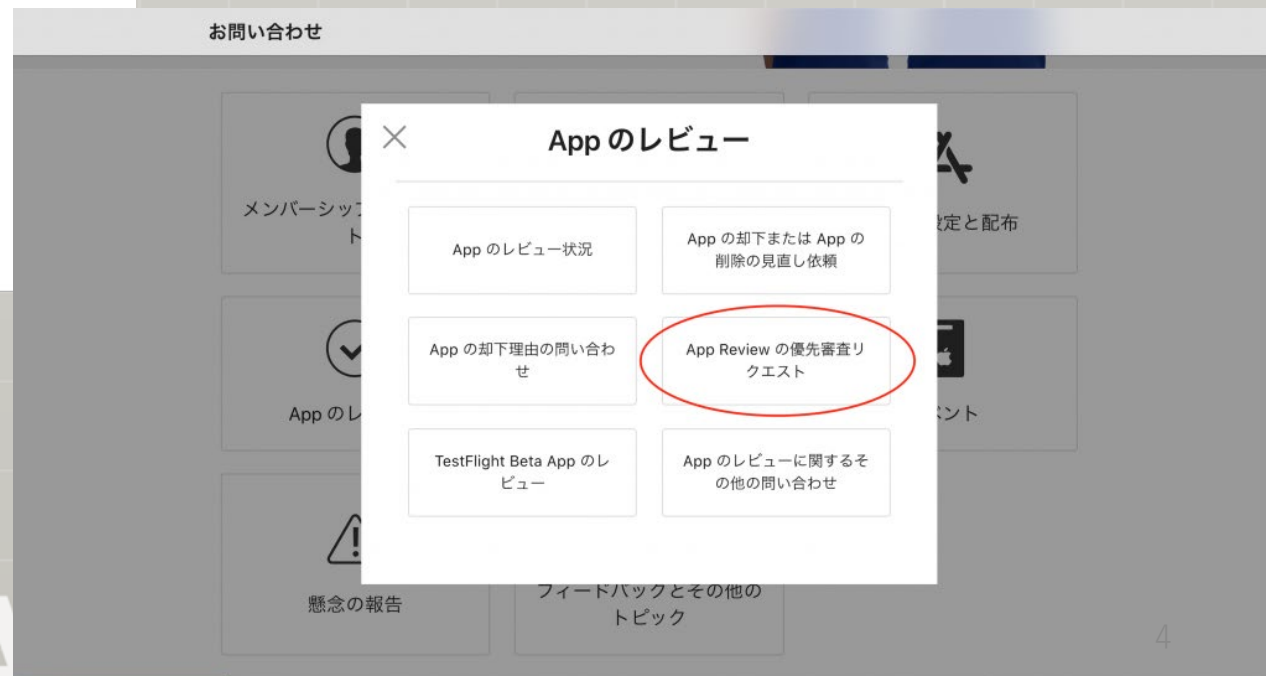 お問い合わせ
App のレビュー
メンバーシップ
ト
定と配布
App のレビュー状況
App の却下または App の
削除の見直し依頼
App の却下理由の問い合わ
せ
App Review の優先審査リ
クエスト
App のレ
ント
TestFlight Beta App のレ
ビュー
App のレビューに関するそ
の他の問い合わせ
懸念の報告
フィードバックとその他の
トピック
4